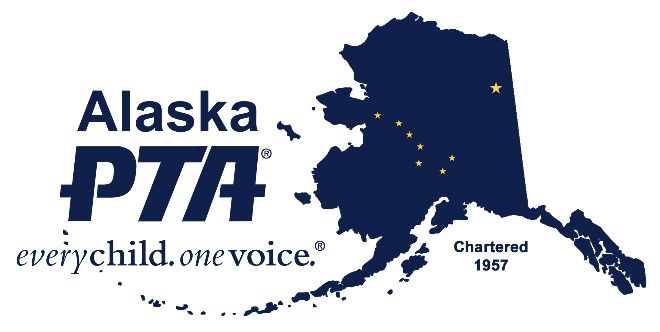 Alaska
PTA®
everychild.onevoice.®
Chartered
1957